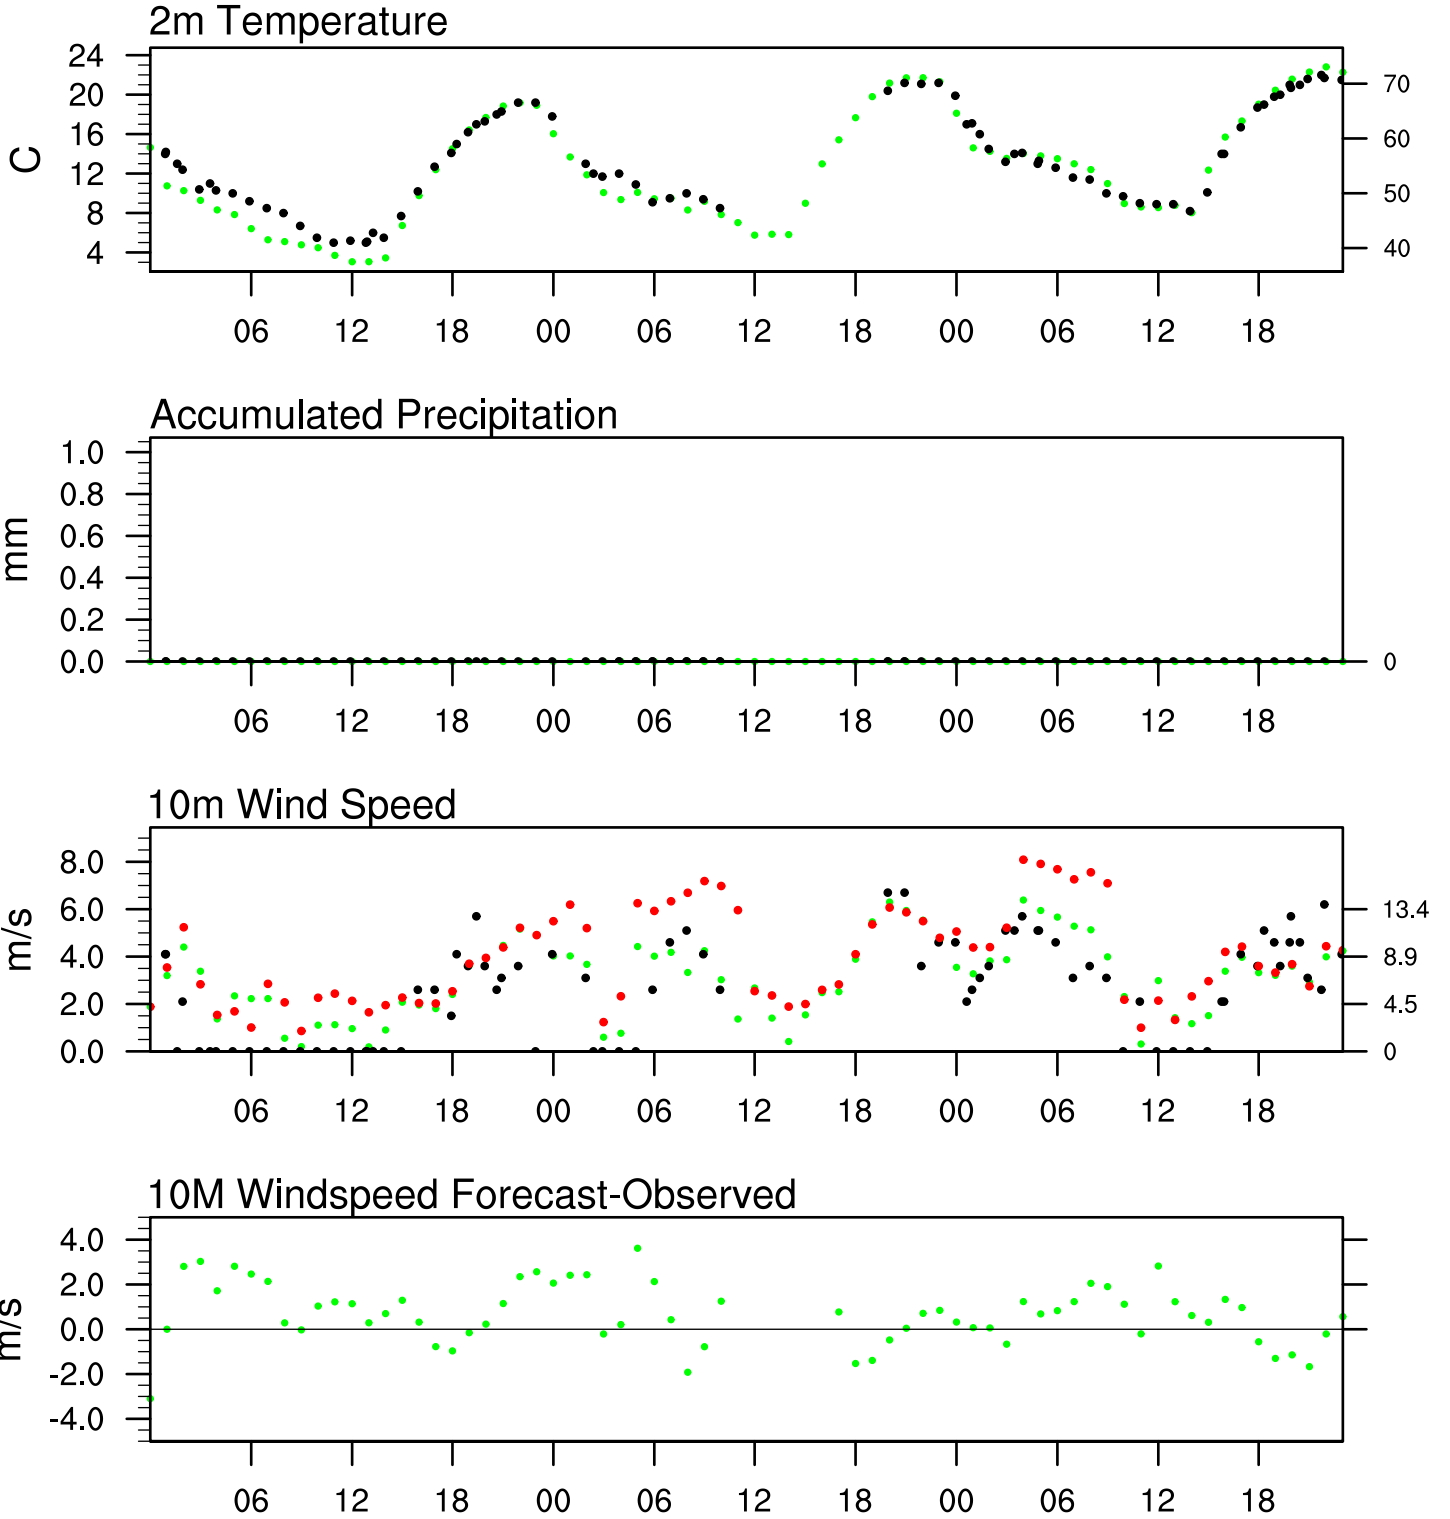 2m Temperature
24
20
16
12
8
4
C
70
60
50
40
06 12 18 00 06 12 18 00 06 12 18
Accumulated Precipitation
1.0
0.8
0.6
0.4
0.2
0.0
mm
0
06 12 18 00 06 12 18 00 06 12 18
10m Wind Speed
8.0
6.0
4.0
2.0
0.0
m/s
13.4
8.9
4.5
0
06 12 18 00 06 12 18 00 06 12 18
10M Windspeed Forecast-Observed
4.0
2.0
0.0
-2.0
-4.0
m/s
06 12 18 00 06 12 18 00 06 12 18